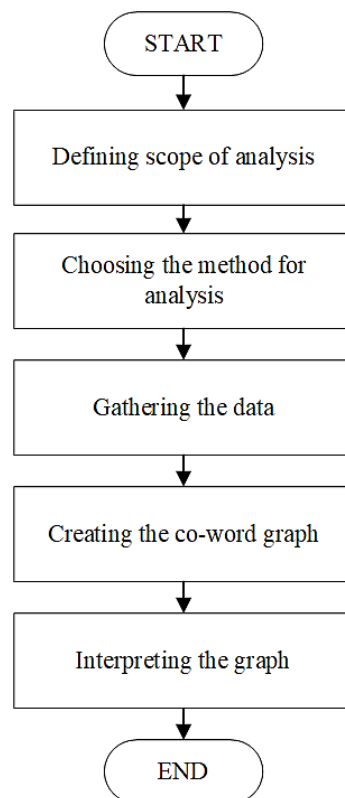 START
Defining scope of analysis
Choosing the method for
analysis
Gathering the data
Creating the co-word graph
Interpreting the graph
END